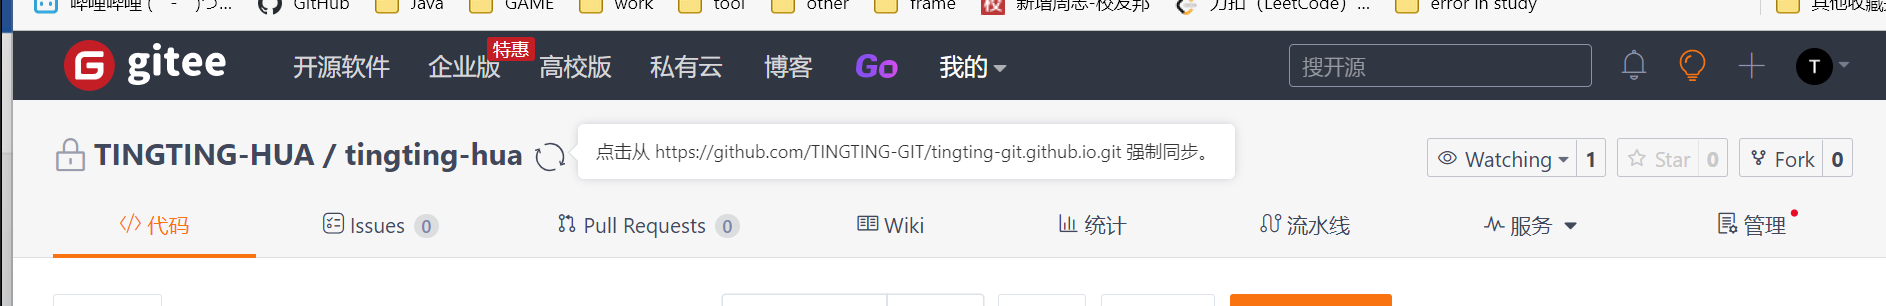 哔哩哔哩 ( ゜- ゜)つ... GitHub Java GAME work tool other frame 新增周志-校友邦 力扣（LeetCode）... error in study 其他收藏
gitee 开源软件 企业版 特惠 高校版 私有云 博客 Go 我的 搜开源 T
TINGTING-HUA / tingting-hua 点击从 https://github.com/TINGTING-GIT/tingting-git.github.io.git 强制同步。 Watching 1 Star 0 Fork 0
代码 Issues 0 Pull Requests 0 Wiki 统计 流水线 服务 管理